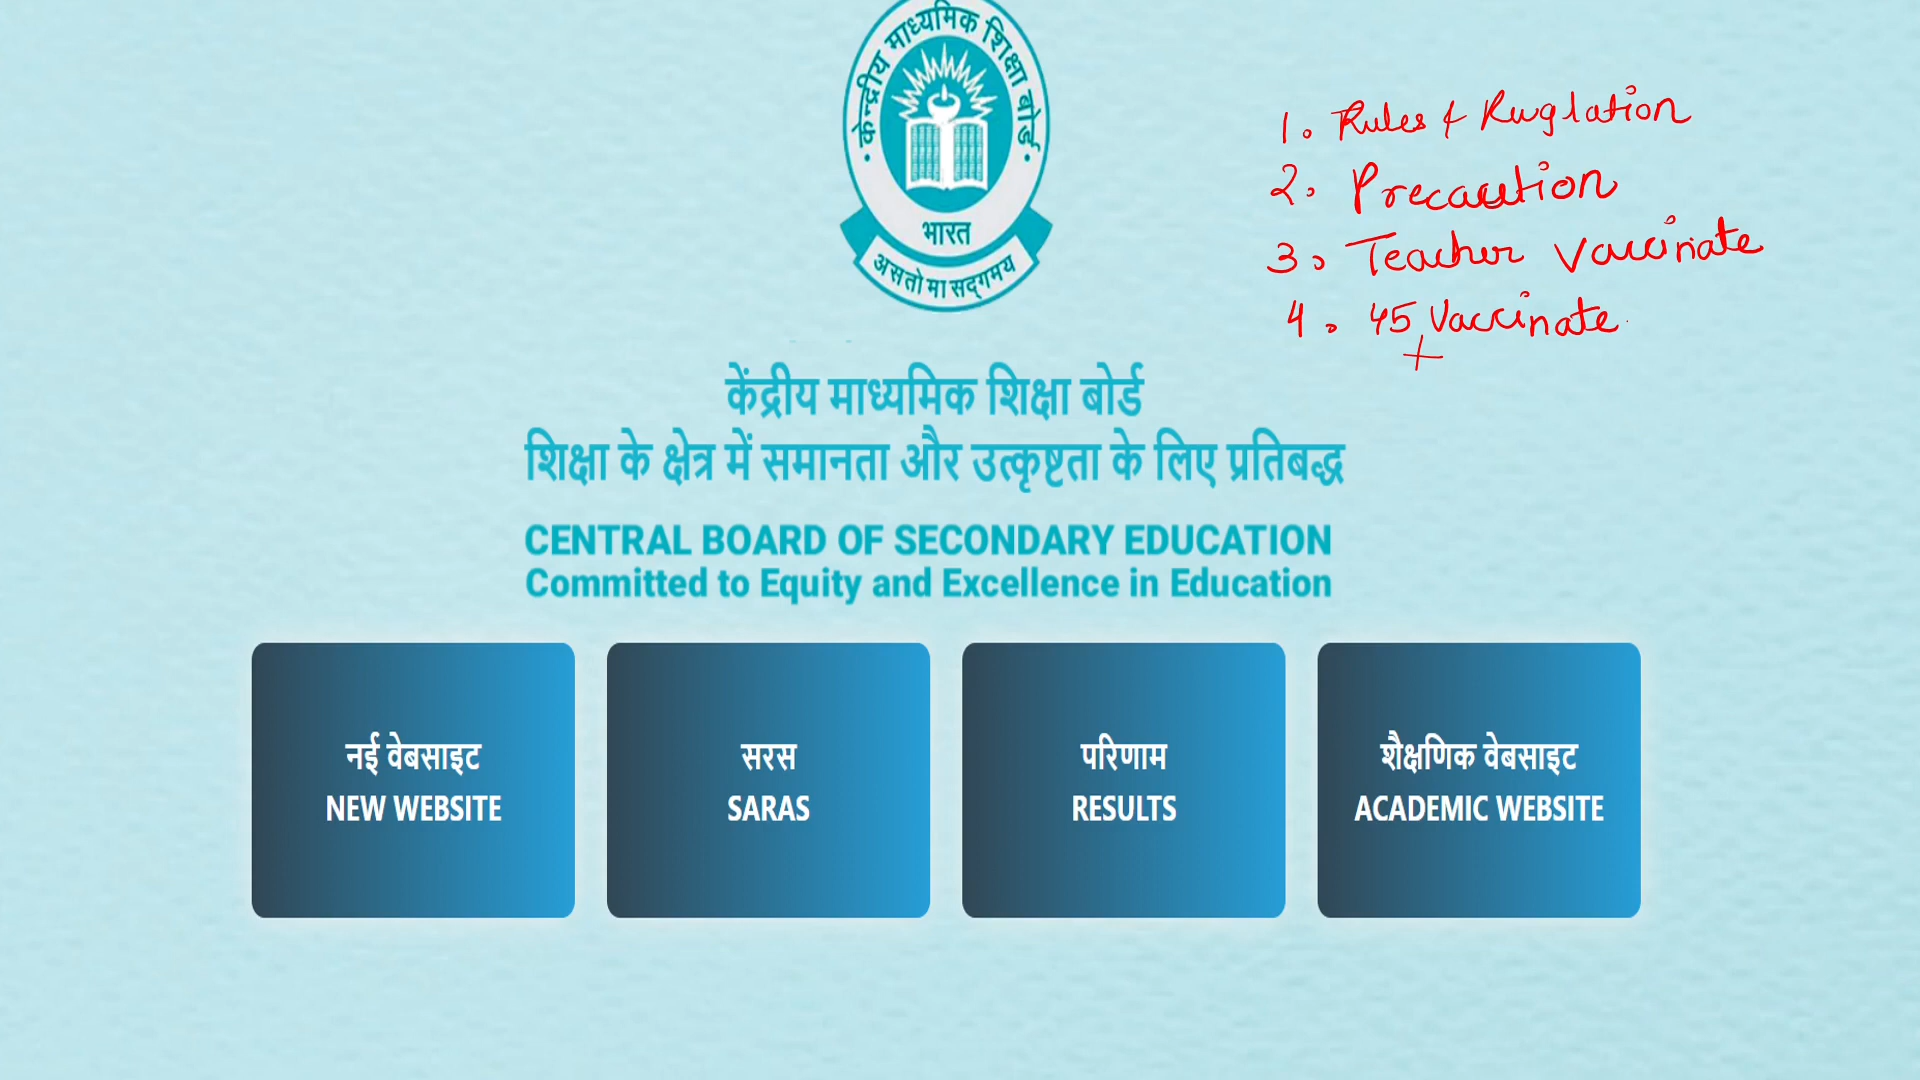 केन्द्रीय माध्यमिक शिक्षा बोर्ड
भारत
असतो मा सद्गमय
1. Rules & Ruglation
2. Precaution
3. Teacher Vaccinate
4. 45 Vaccinate
+
केंद्रीय माध्यमिक शिक्षा बोर्ड
शिक्षा के क्षेत्र में समानता और उत्कृष्टता के लिए प्रतिबद्ध
CENTRAL BOARD OF SECONDARY EDUCATION
Committed to Equity and Excellence in Education
नई वेबसाइट
NEW WEBSITE
सरस
SARAS
परिणाम
RESULTS
शैक्षणिक वेबसाइट
ACADEMIC WEBSITE